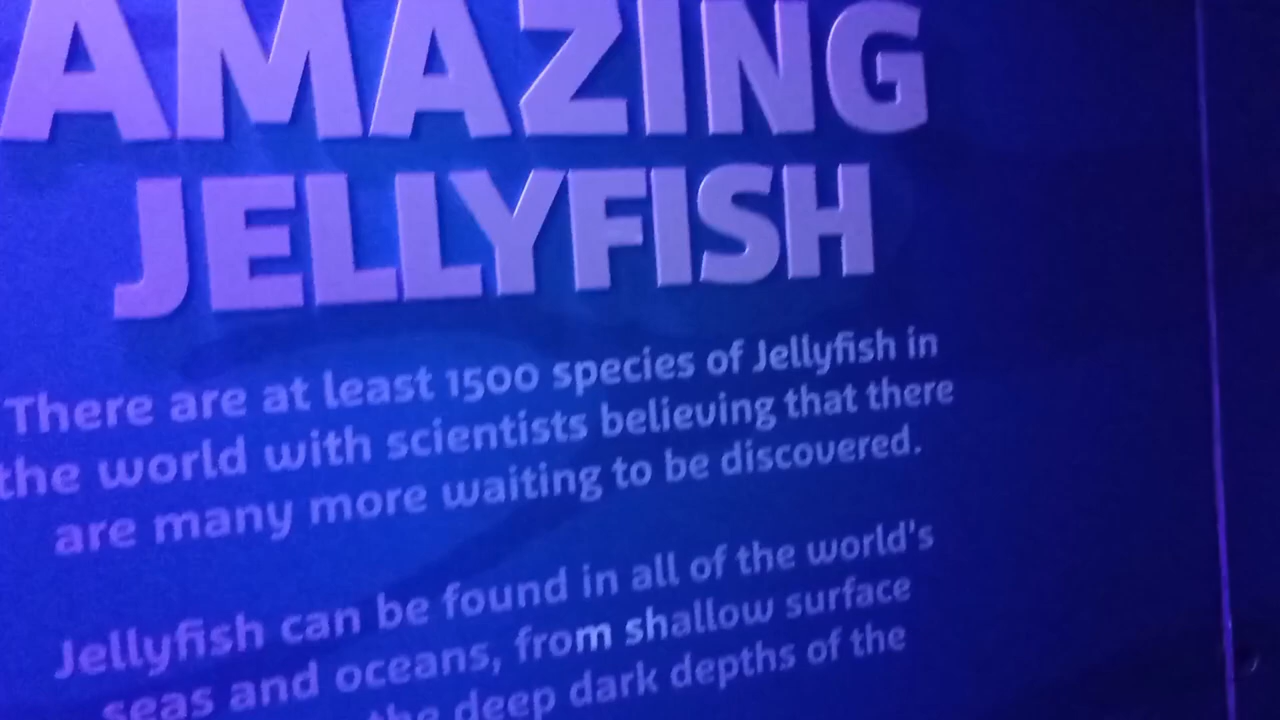 AMAZING
JELLYFISH
There are at least 1500 species of Jellyfish in
the world with scientists believing that there
are many more waiting to be discovered.
Jellyfish can be found in all of the world's
seas and oceans, from shallow surface
the deep dark depths of the